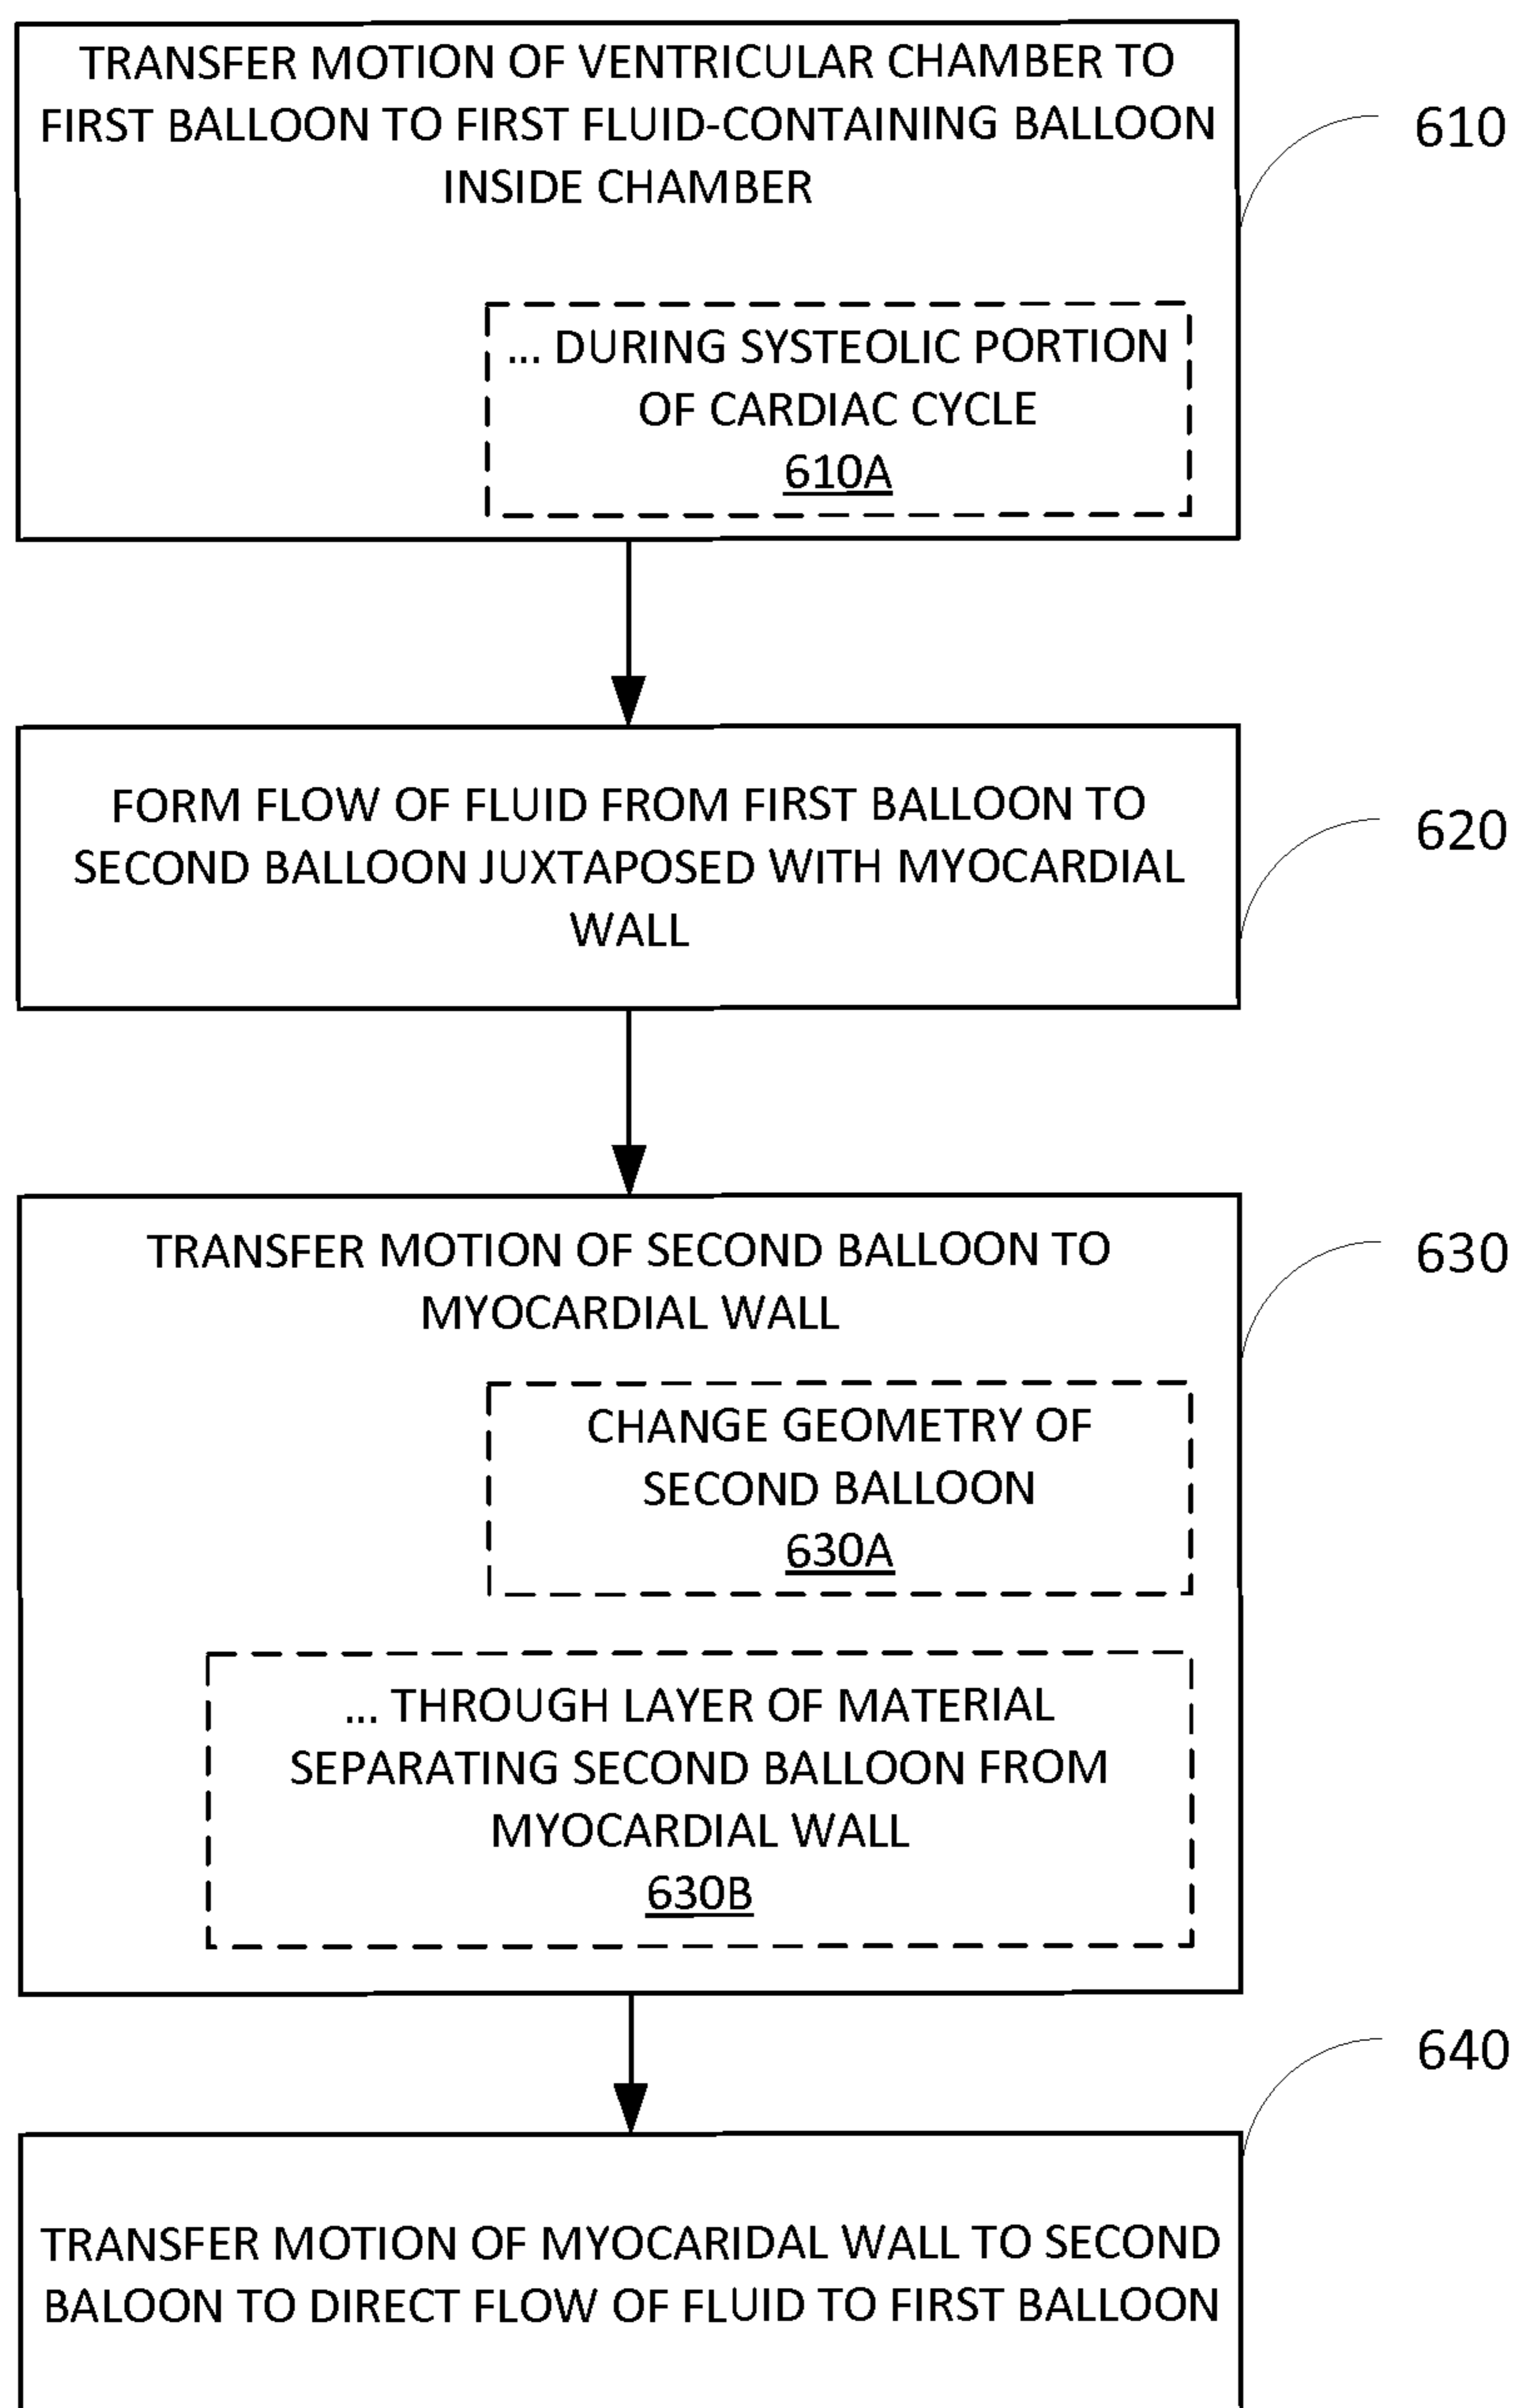 TRANSFER MOTION OF VENTRICULAR CHAMBER TO
FIRST BALLOON TO FIRST FLUID-CONTAINING BALLOON
INSIDE CHAMBER
610
... DURING SYSTEOLIC PORTION
OF CARDIAC CYCLE
610A
FORM FLOW OF FLUID FROM FIRST BALLOON TO
SECOND BALLOON JUXTAPOSED WITH MYOCARDIAL
WALL
620
TRANSFER MOTION OF SECOND BALLOON TO
MYOCARDIAL WALL
630
CHANGE GEOMETRY OF
SECOND BALLOON
630A
... THROUGH LAYER OF MATERIAL
SEPARATING SECOND BALLOON FROM
MYOCARDIAL WALL
630B
640
TRANSFER MOTION OF MYOCARIDAL WALL TO SECOND
BALOON TO DIRECT FLOW OF FLUID TO FIRST BALLOON